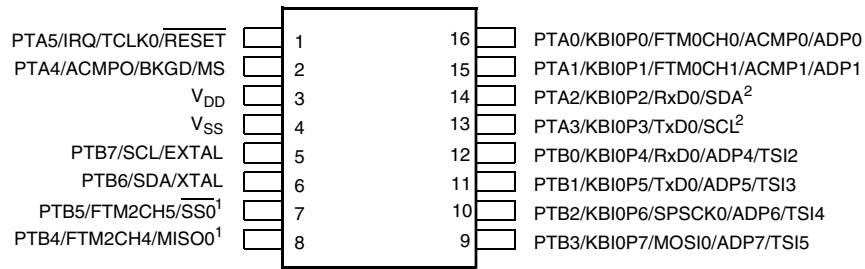 PTA5/IRQ/TCLK0/RESET 1 16 PTA0/KBI0P0/FTM0CH0/ACMP0/ADP0
PTA4/ACMPO/BKGD/MS 2 15 PTA1/KBI0P1/FTM0CH1/ACMP1/ADP1
VDD 3 14 PTA2/KBI0P2/RxD0/SDA2
VSS 4 13 PTA3/KBI0P3/TxD0/SCL2
PTB7/SCL/EXTAL 5 12 PTB0/KBI0P4/RxD0/ADP4/TSI2
PTB6/SDA/XTAL 6 11 PTB1/KBI0P5/TxD0/ADP5/TSI3
PTB5/FTM2CH5/SS01 7 10 PTB2/KBI0P6/SPSCK0/ADP6/TSI4
PTB4/FTM2CH4/MISO01 8 9 PTB3/KBI0P7/MOSI0/ADP7/TSI5